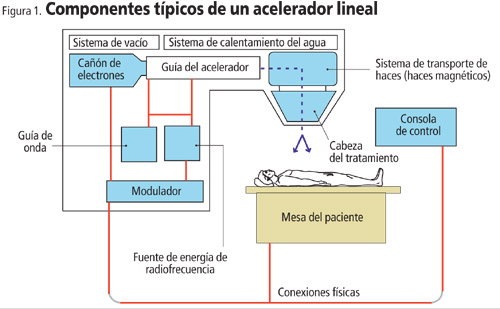 Figura 1. Componentes típicos de un acelerador lineal
Sistema de vacío
Sistema de calentamiento del agua
Cañón de
electrones
Guía del acelerador
Sistema de transporte de
haces (haces magnéticos)
Consola
de control
Guía de
onda
Cabeza
del tratamiento
Modulador
Mesa del paciente
Fuente de energía de
radiofrecuencia
Conexiones físicas